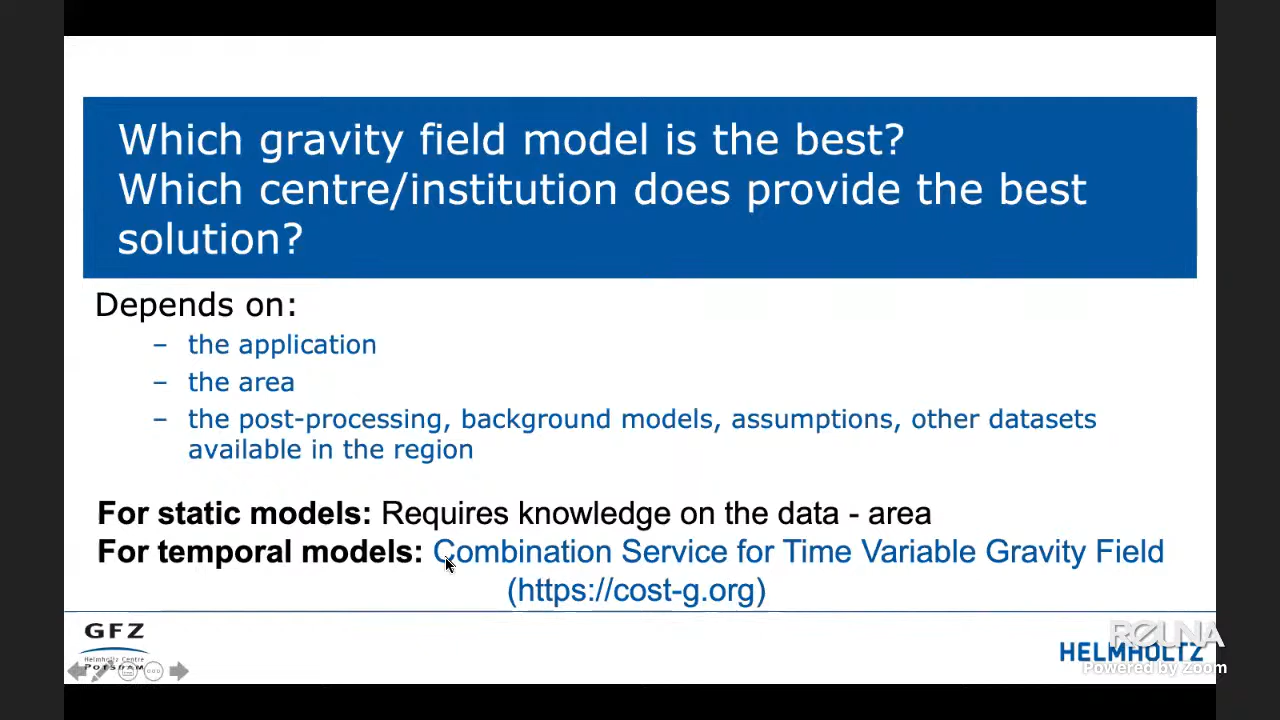 Which gravity field model is the best?
Which centre/institution does provide the best
solution?
Depends on:
– the application
– the area
– the post-processing, background models, assumptions, other datasets
available in the region
For static models: Requires knowledge on the data - area
For temporal models: Combination Service for Time Variable Gravity Field
(https://cost-g.org)
GFZ
Helmholtz Centre
POTSDAM
HELMHOLTZ
REUNA
Powered by Zoom